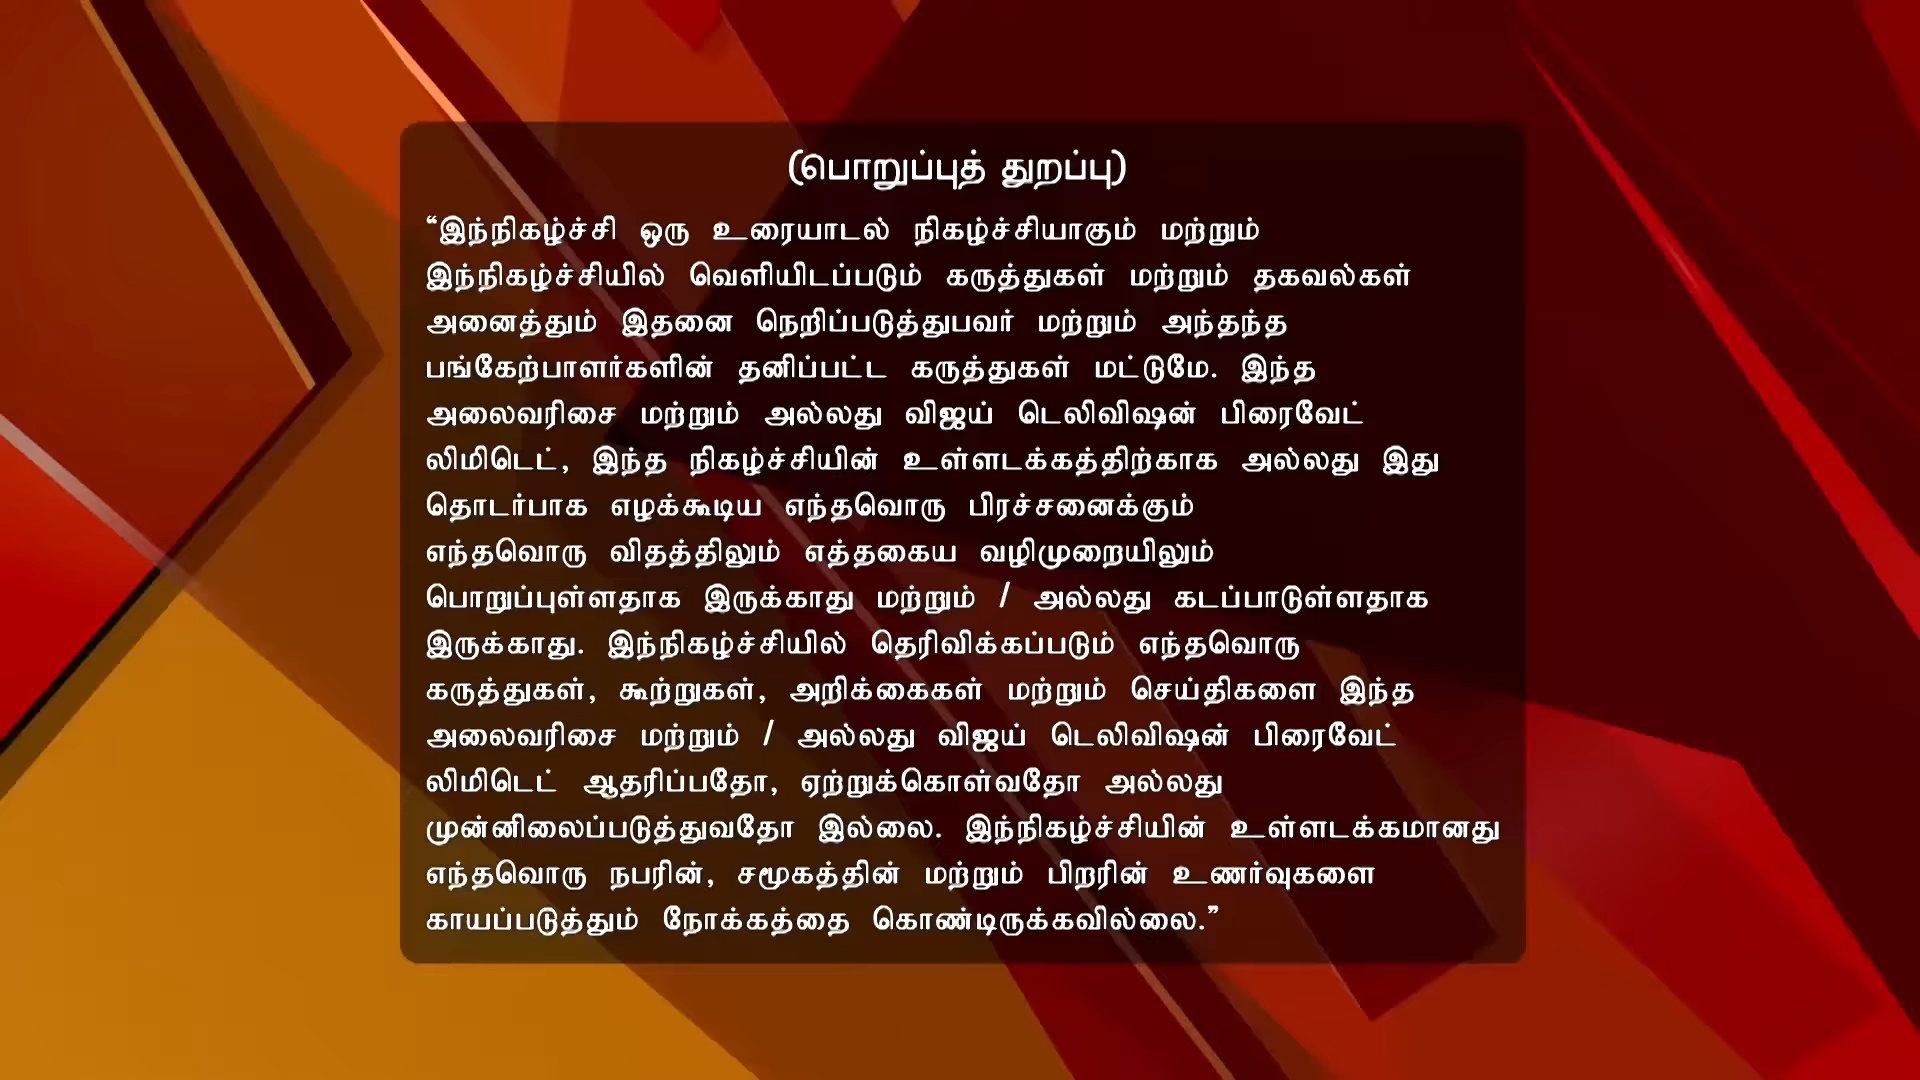 (பொறுப்புத் துறப்பு)
“இந்நிகழ்ச்சி ஒரு உரையாடல் நிகழ்ச்சியாகும் மற்றும்
இந்நிகழ்ச்சியில் வெளியிடப்படும் கருத்துகள் மற்றும் தகவல்கள்
அனைத்தும் இதனை நெறிப்படுத்துபவர் மற்றும் அந்தந்த
பங்கேற்பாளர்களின் தனிப்பட்ட கருத்துகள் மட்டுமே. இந்த
அலைவரிசை மற்றும் அல்லது விஜய் டெலிவிஷன் பிரைவேட்
லிமிடெட், இந்த நிகழ்ச்சியின் உள்ளடக்கத்திற்காக அல்லது இது
தொடர்பாக எழக்கூடிய எந்தவொரு பிரச்சனைக்கும்
எந்தவொரு விதத்திலும் எத்தகைய வழிமுறையிலும்
பொறுப்புள்ளதாக இருக்காது மற்றும் / அல்லது கடப்பாடுள்ளதாக
இருக்காது. இந்நிகழ்ச்சியில் தெரிவிக்கப்படும் எந்தவொரு
கருத்துகள், கூற்றுகள், அறிக்கைகள் மற்றும் செய்திகளை இந்த
அலைவரிசை மற்றும் / அல்லது விஜய் டெலிவிஷன் பிரைவேட்
லிமிடெட் ஆதரிப்பதோ, ஏற்றுக்கொள்வதோ அல்லது
முன்னிலைப்படுத்துவதோ இல்லை. இந்நிகழ்ச்சியின் உள்ளடக்கமானது
எந்தவொரு நபரின், சமூகத்தின் மற்றும் பிறரின் உணர்வுகளை
காயப்படுத்தும் நோக்கத்தை கொண்டிருக்கவில்லை.”